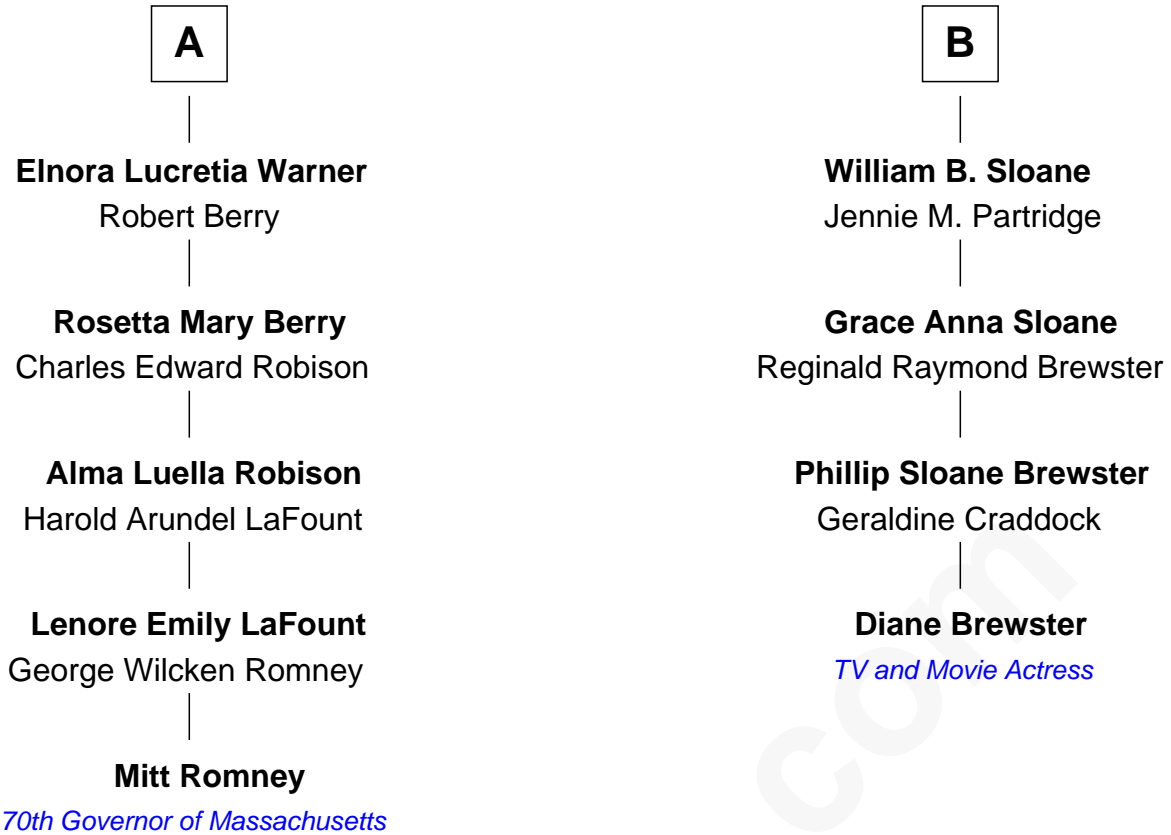 A
Elnora Lucretia Warner
Robert Berry
Rosetta Mary Berry
Charles Edward Robison
Alma Luella Robison
Harold Arundel LaFount
Lenore Emily LaFount
George Wilcken Romney
Mitt Romney
70th Governor of Massachusetts
B
William B. Sloane
Jennie M. Partridge
Grace Anna Sloane
Reginald Raymond Brewster
Phillip Sloane Brewster
Geraldine Craddock
Diane Brewster
TV and Movie Actress
com